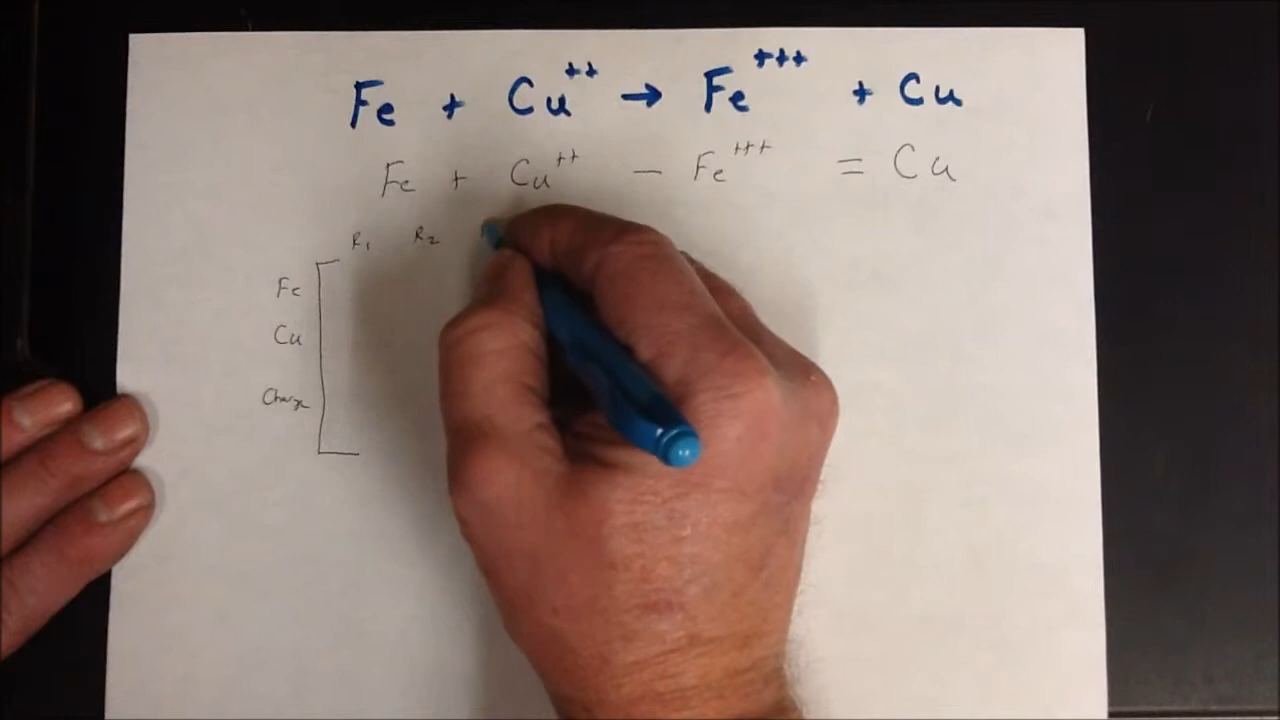 Fe + Cu⁺⁺ → Fe⁺⁺⁺ + Cu
Fe + Cu⁺⁺ − Fe⁺⁺⁺ = Cu
R₁ R₂
Fe
Cu
Charge